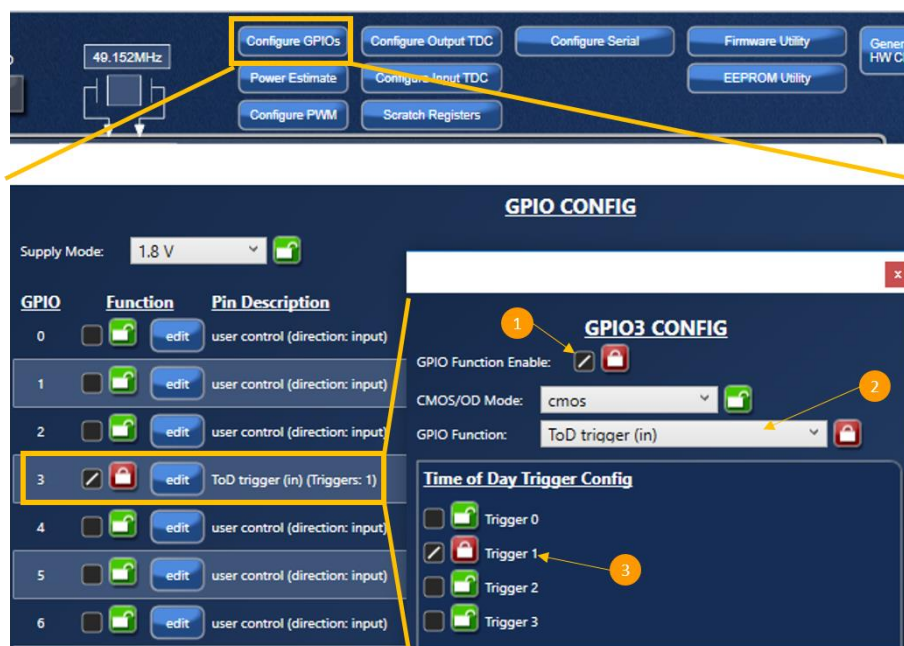 49.152MHz
Configure GPIOs
Configure Output TDC
Configure Serial
Firmware Utility
Power Estimate
Configure Input TDC
EEPROM Utility
Configure PWM
Scratch Registers
GPIO CONFIG
Supply Mode: 1.8 V
x
GPIO Function Pin Description
0 edit user control (direction: input)
1 edit user control (direction: input)
2 edit user control (direction: input)
3 edit ToD trigger (in) (Triggers: 1)
4 edit user control (direction: input)
5 edit user control (direction: input)
6 edit user control (direction: input)
1
GPIO3 CONFIG
GPIO Function Enable:
CMOS/OD Mode: cmos
2
GPIO Function: ToD trigger (in)
Time of Day Trigger Config
Trigger 0
Trigger 1
3
Trigger 2
Trigger 3